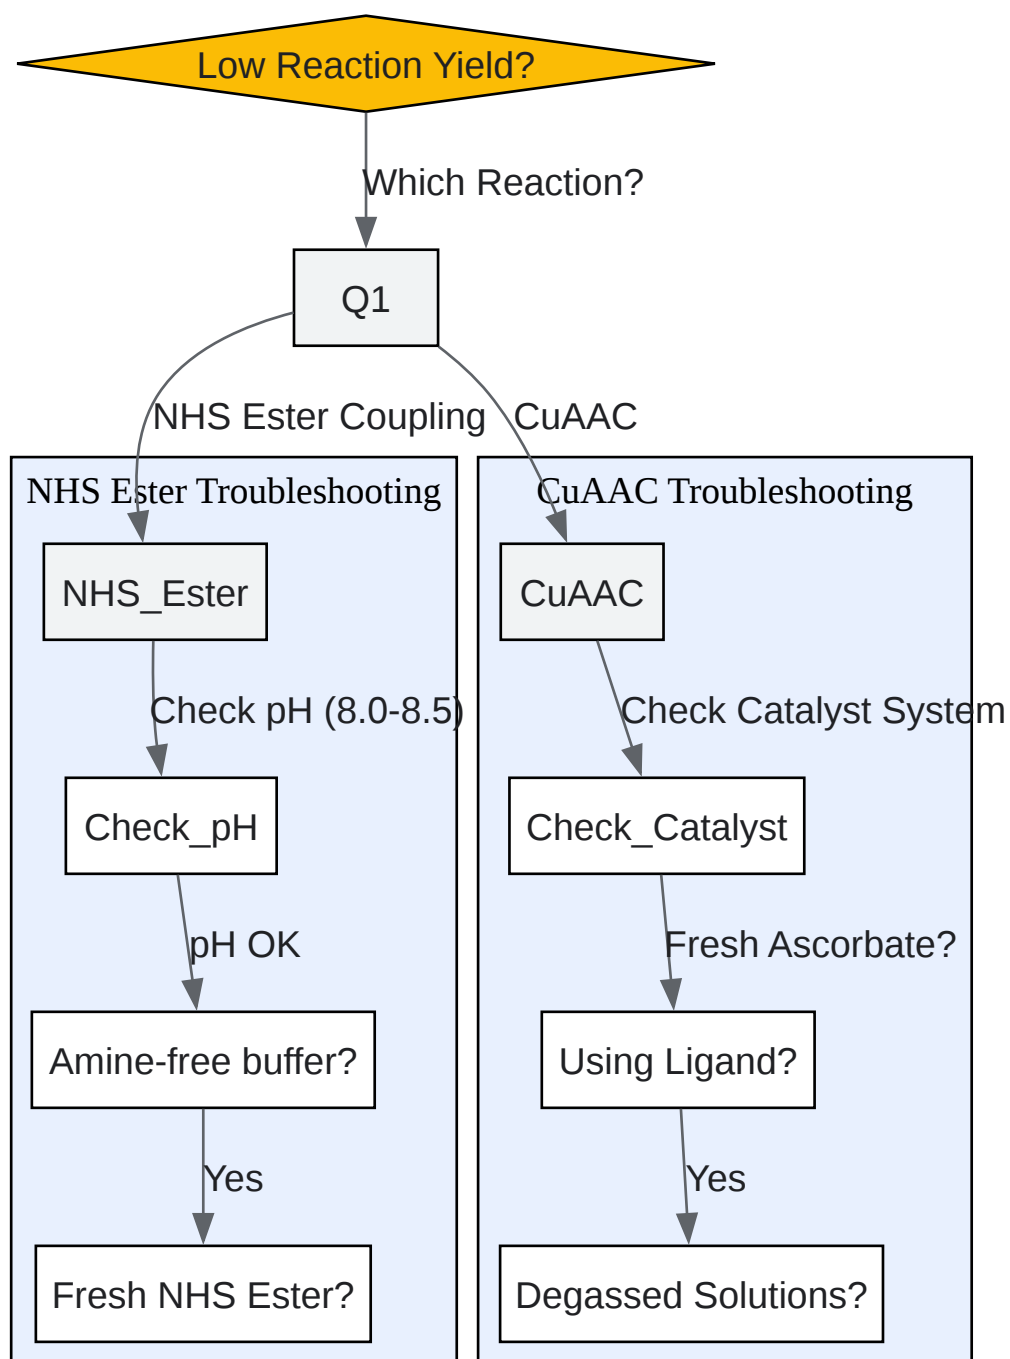 Low Reaction Yield?
Which Reaction?
Q1
NHS Ester Coupling
CuAAC
NHS Ester Troubleshooting
NHS_Ester
Check pH (8.0-8.5)
Check_pH
pH OK
Amine-free buffer?
Yes
Fresh NHS Ester?
CuAAC Troubleshooting
CuAAC
Check Catalyst System
Check_Catalyst
Fresh Ascorbate?
Using Ligand?
Yes
Degassed Solutions?